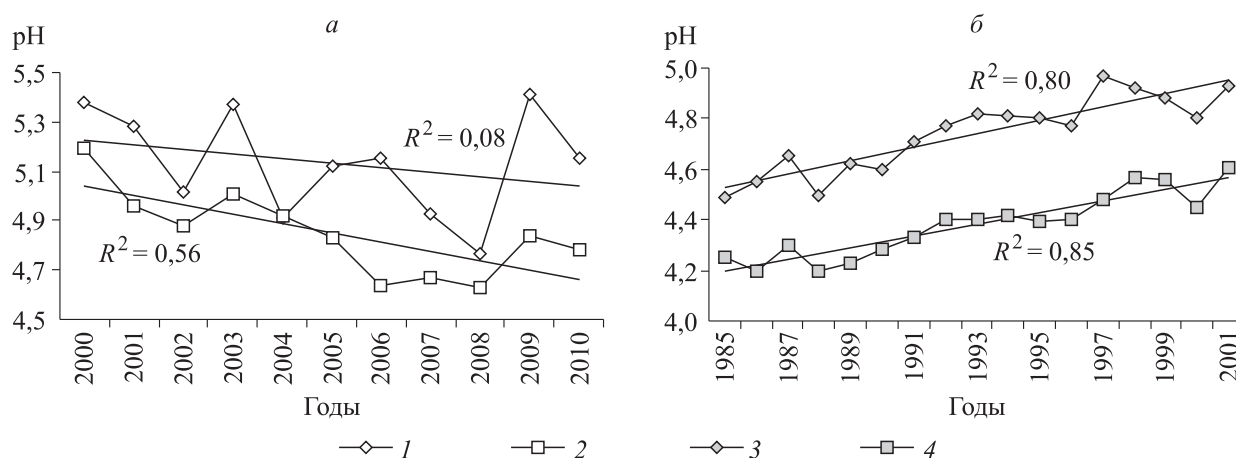 а
pH
5,5
5,3
5,1
4,9
4,7
4,5
R² = 0,08
R² = 0,56
2000 2001 2002 2003 2004 2005 2006 2007 2008 2009 2010
Годы
б
pH
5,0
4,8
4,6
4,4
4,2
4,0
R² = 0,80
R² = 0,85
1985 1987 1989 1991 1993 1995 1997 1999 2001
Годы
1 2 3 4